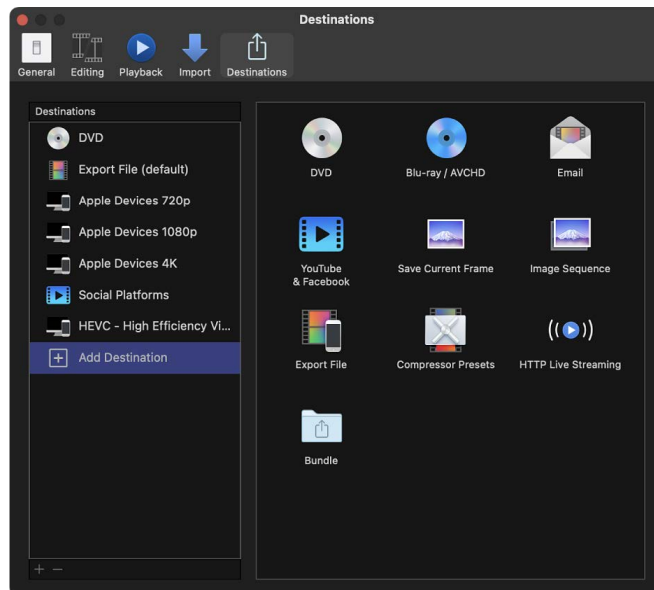 Destinations
General Editing Playback Import Destinations
Destinations
DVD
Export File (default)
Apple Devices 720p
Apple Devices 1080p
Apple Devices 4K
Social Platforms
HEVC - High Efficiency Vi...
Add Destination
DVD Blu-ray / AVCHD Email
YouTube
& Facebook
Save Current Frame Image Sequence
Export File Compressor Presets HTTP Live Streaming
Bundle